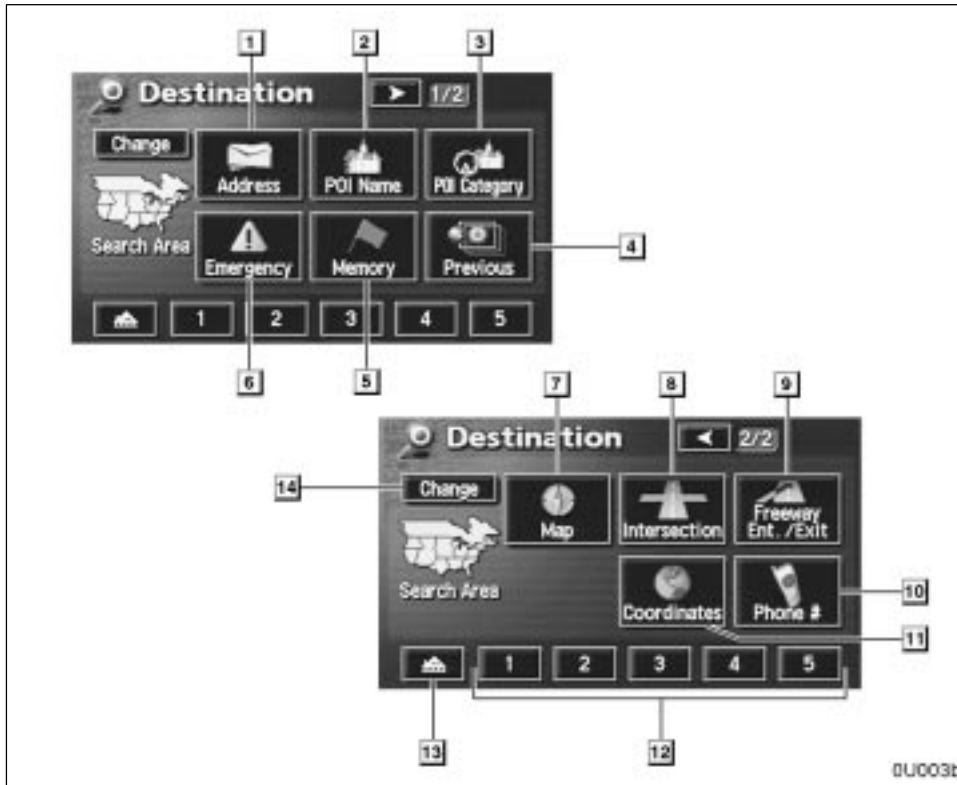 1 2 3
Destination 1/2
Change Address POI Name POI Category
Search Area Emergency Memory Previous 4
1 2 3 4 5
6 5 7 8 9
Destination 2/2
14 Change Map Intersection Freeway
Ent. /Exit
Search Area Coordinates Phone # 10
11
1 2 3 4 5
13 12
0U003b